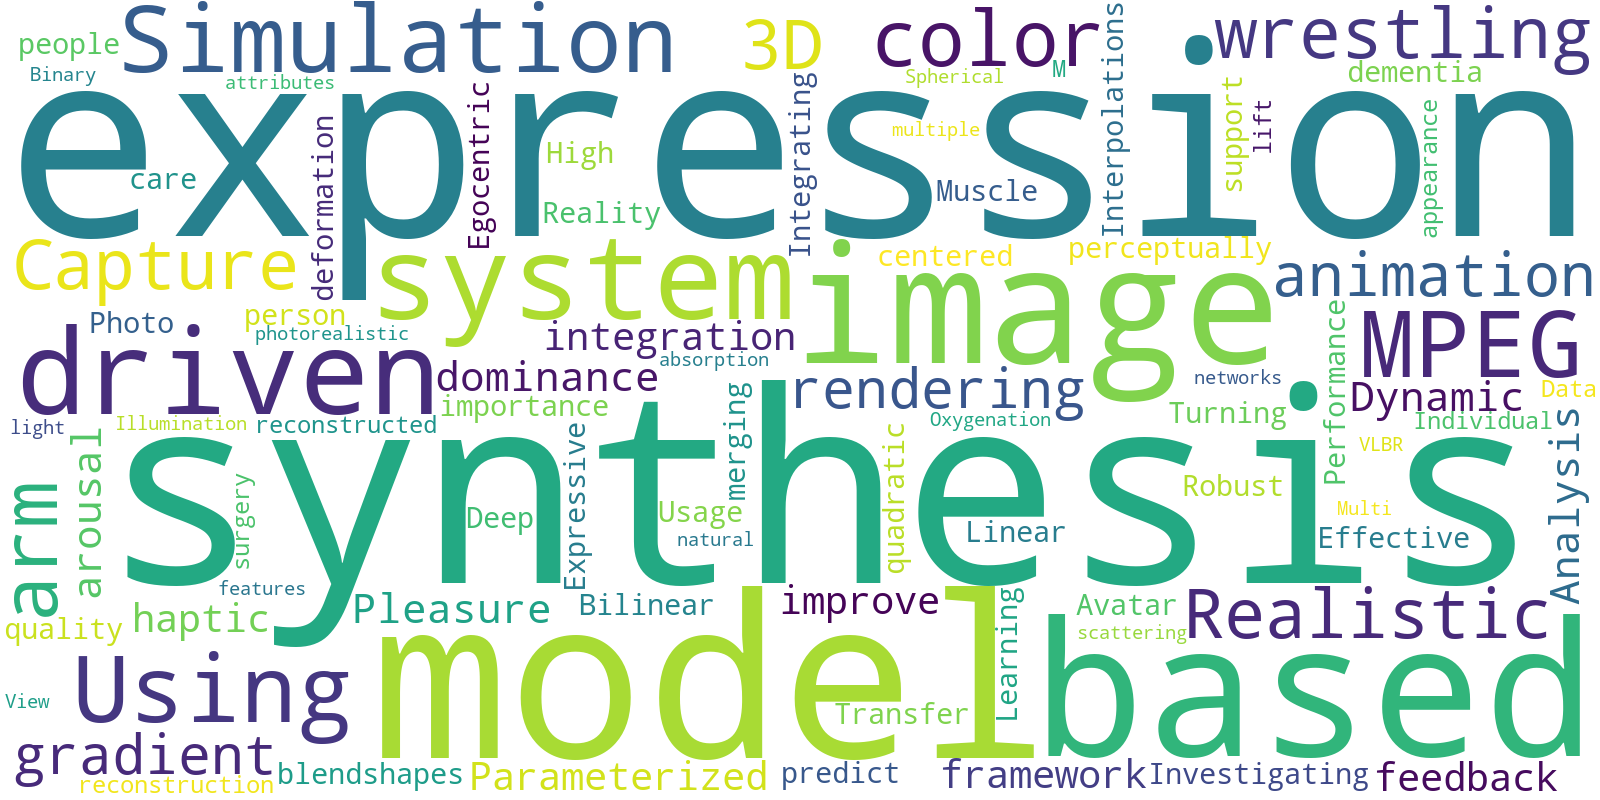 people
Simulation
3D
color
wrestling
Binary
attributes
Spherical
M
Interpolations
dementia
expression
Egocentric
Integrating
support
lift
appearance
deformation
multiple
High
care
Muscle
Reality
Capture
system
image
centered
perceptually
animation
person
Photo
photorealistic
integration
Performance
MPEG
driven
dominance
absorption
rendering
networks
Dynamic
Data
importance
merging
Turning
Individual
light
Illumination
reconstructed
Oxygenation
arousal
Expressive
quadratic
VLBR
Analysis
synthesis
arm
surgery
Deep
Usage
natural
Linear
Robust
Multi
Effective
features
haptic
Pleasure
Bilinear
improve
Learning
Avatar
Realistic
quality
scattering
Using
model
based
View
Transfer
gradient
reconstruction
blendshapes
Parameterized
predict
framework
Investigating
feedback